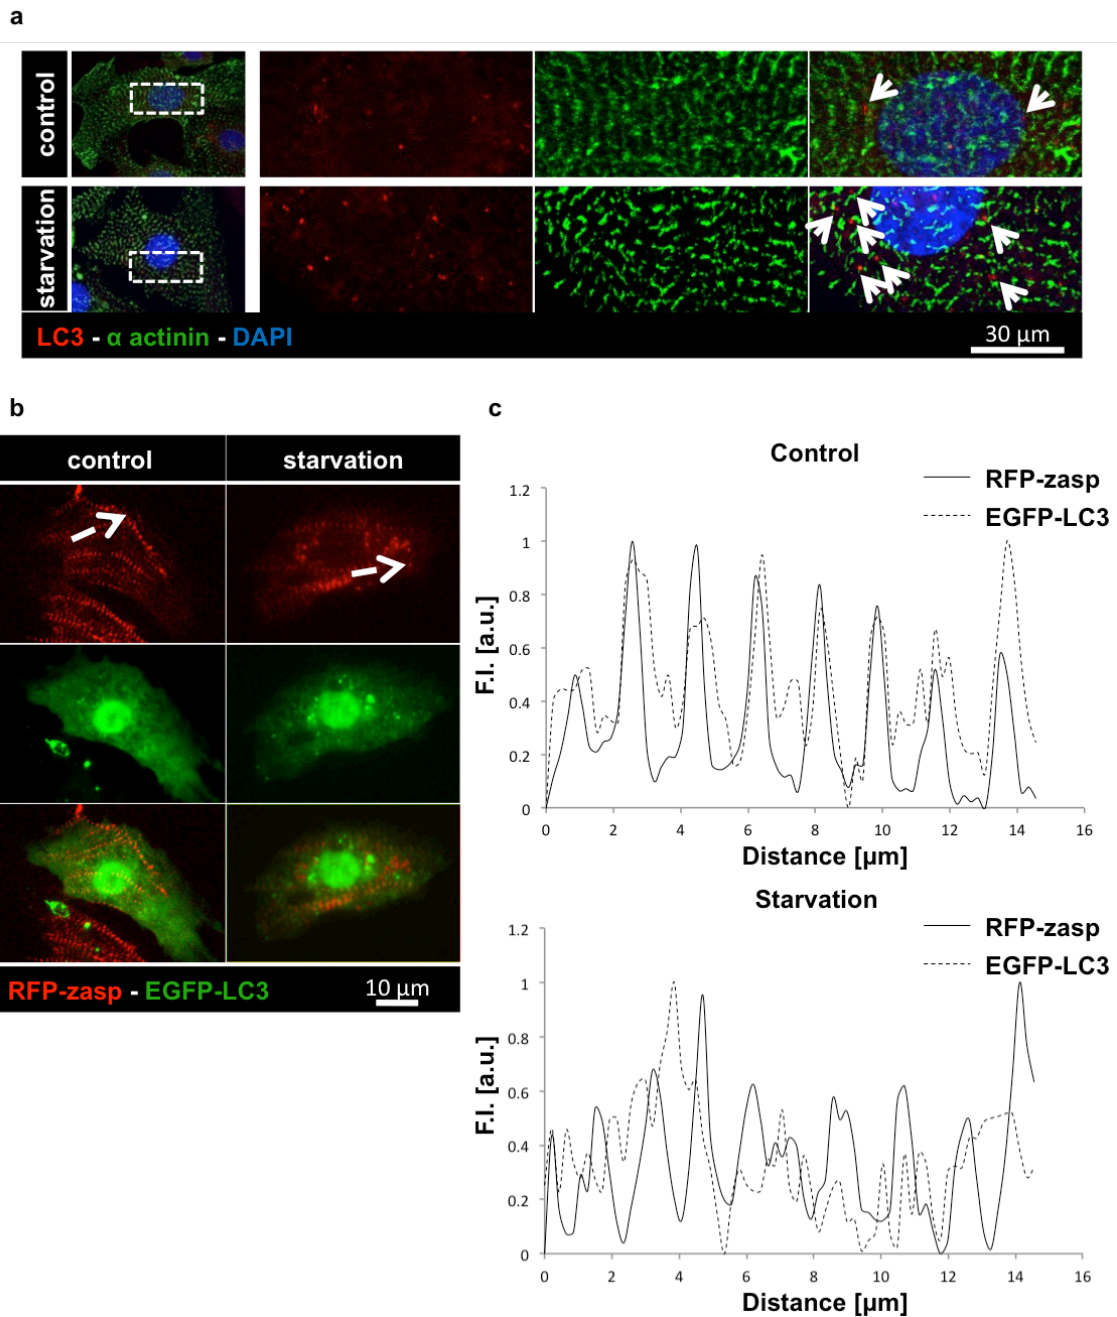 a
control
starvation
LC3 - α actinin - DAPI
30 µm
b
control
starvation
RFP-zasp - EGFP-LC3
10 µm
c
Control
RFP-zasp
EGFP-LC3
F.I. [a.u.]
1.2
1
0.8
0.6
0.4
0.2
0
0 2 4 6 8 10 12 14 16
Distance [µm]
Starvation
RFP-zasp
EGFP-LC3
F.I. [a.u.]
1.2
1
0.8
0.6
0.4
0.2
0
0 2 4 6 8 10 12 14 16
Distance [µm]